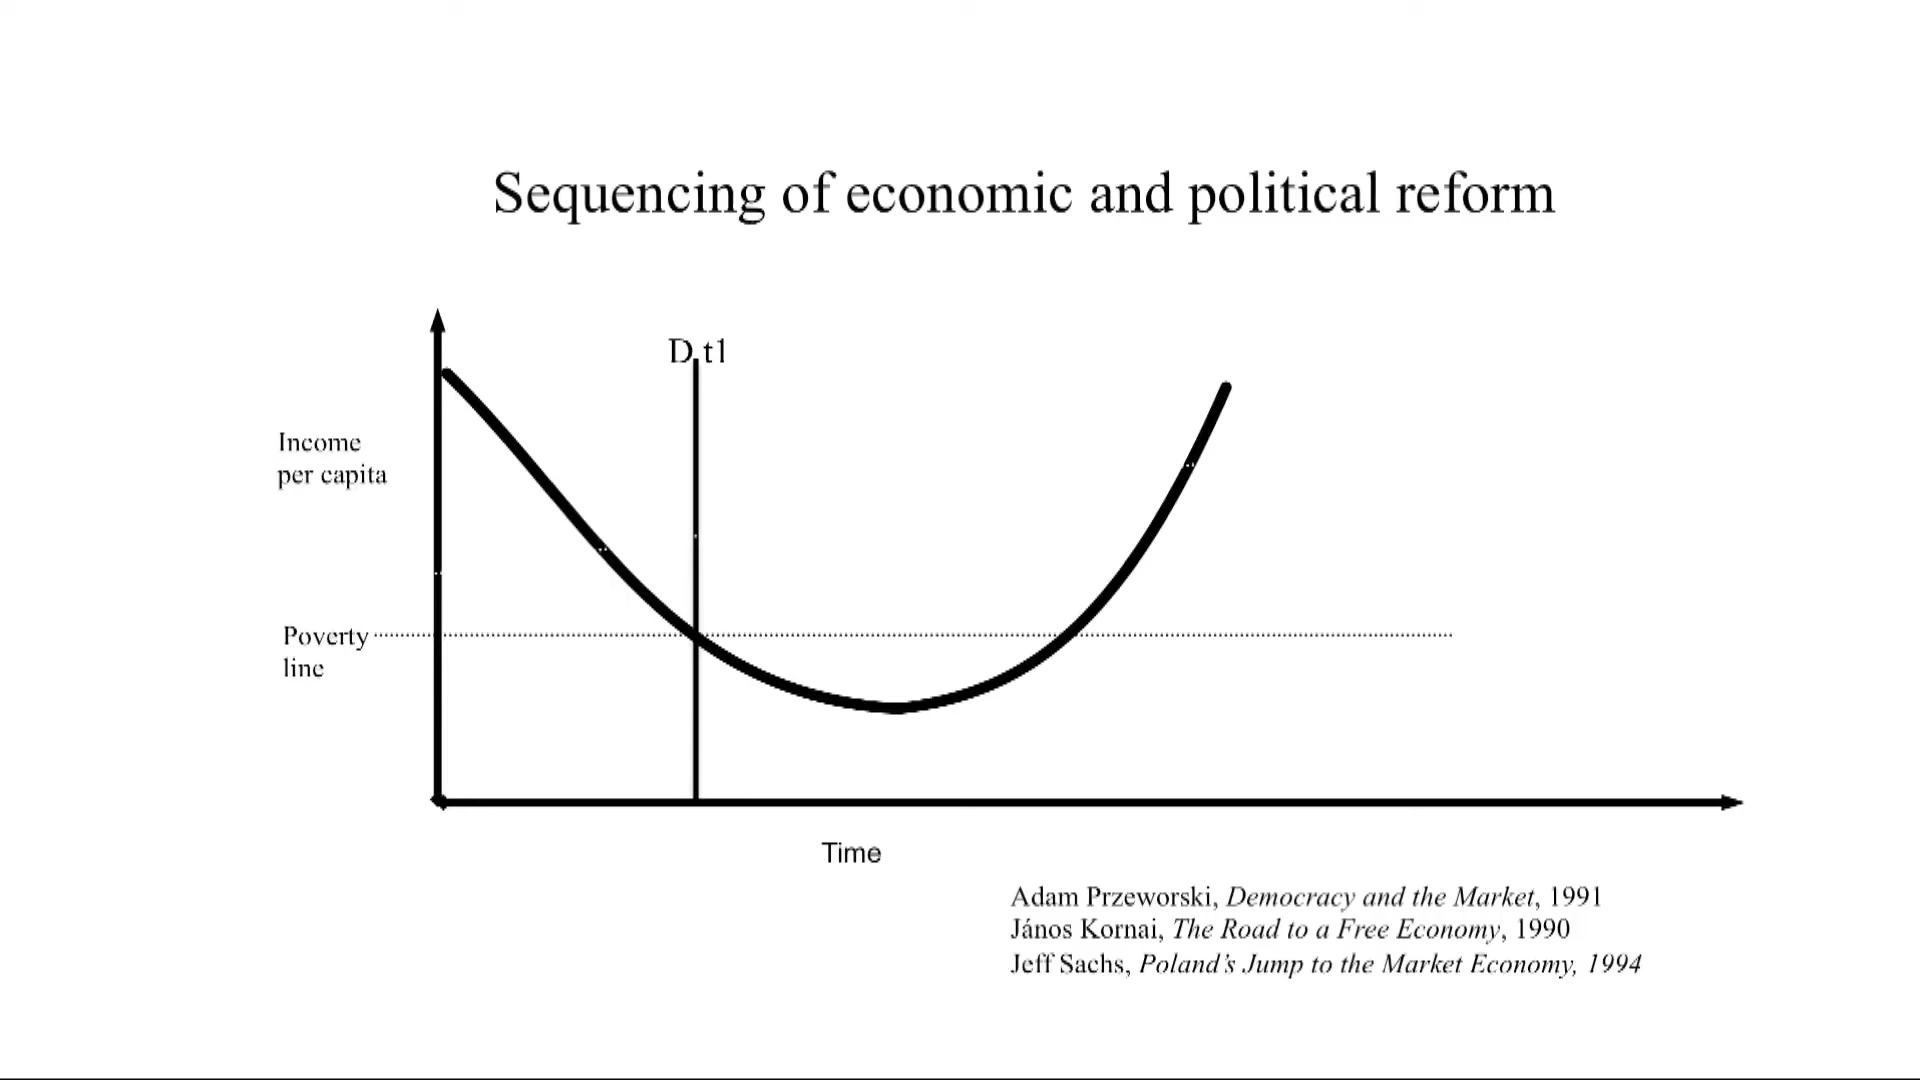 Sequencing of economic and political reform
D t1
Income
per capita
Poverty
line
Time
Adam Przeworski, Democracy and the Market, 1991
János Kornai, The Road to a Free Economy, 1990
Jeff Sachs, Poland's Jump to the Market Economy, 1994